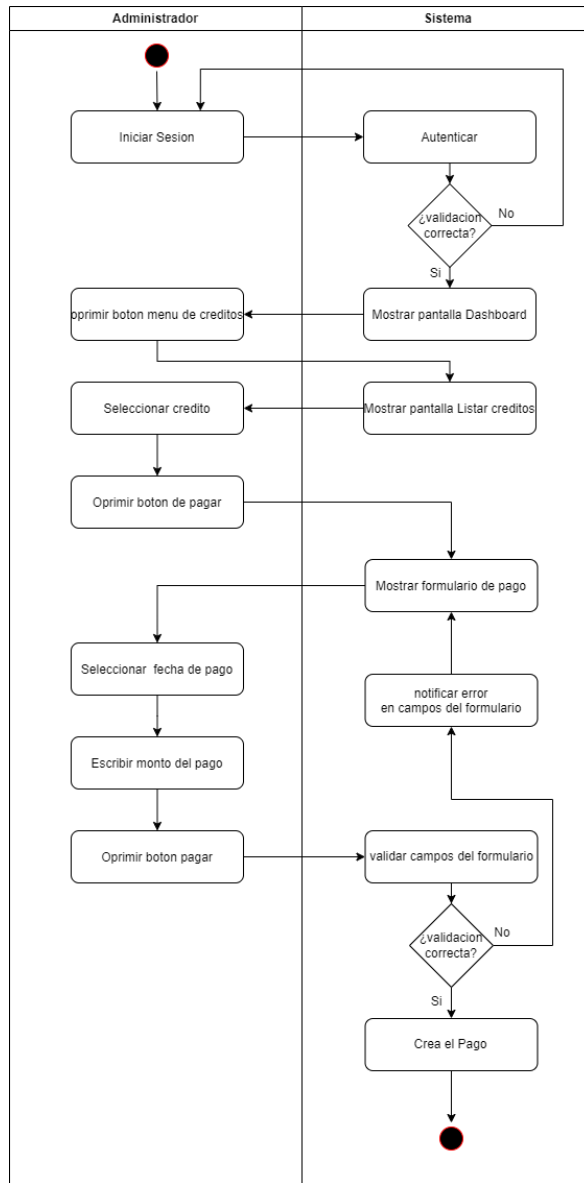 Administrador
Sistema
Iniciar Sesion
Autenticar
¿validacion
correcta?
No
Si
oprimir boton menu de creditos
Mostrar pantalla Dashboard
Seleccionar credito
Mostrar pantalla Listar creditos
Oprimir boton de pagar
Mostrar formulario de pago
Seleccionar fecha de pago
notificar error
en campos del formulario
Escribir monto del pago
Oprimir boton pagar
validar campos del formulario
¿validacion
correcta?
No
Si
Crea el Pago